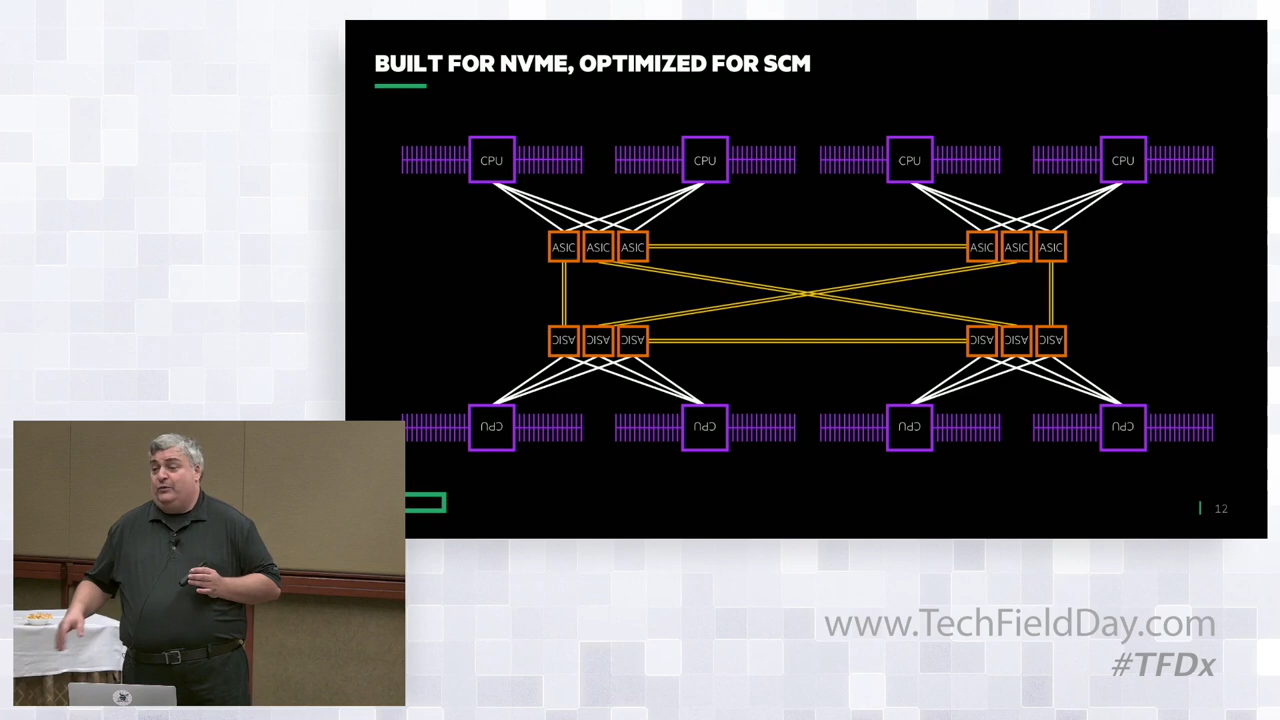 BUILT FOR NVME, OPTIMIZED FOR SCM
CPU CPU CPU CPU
ASIC ASIC ASIC ASIC ASIC ASIC
ASIC ASIC ASIC ASIC ASIC ASIC
CPU CPU CPU CPU
12
www.TechFieldDay.com
#TFDx